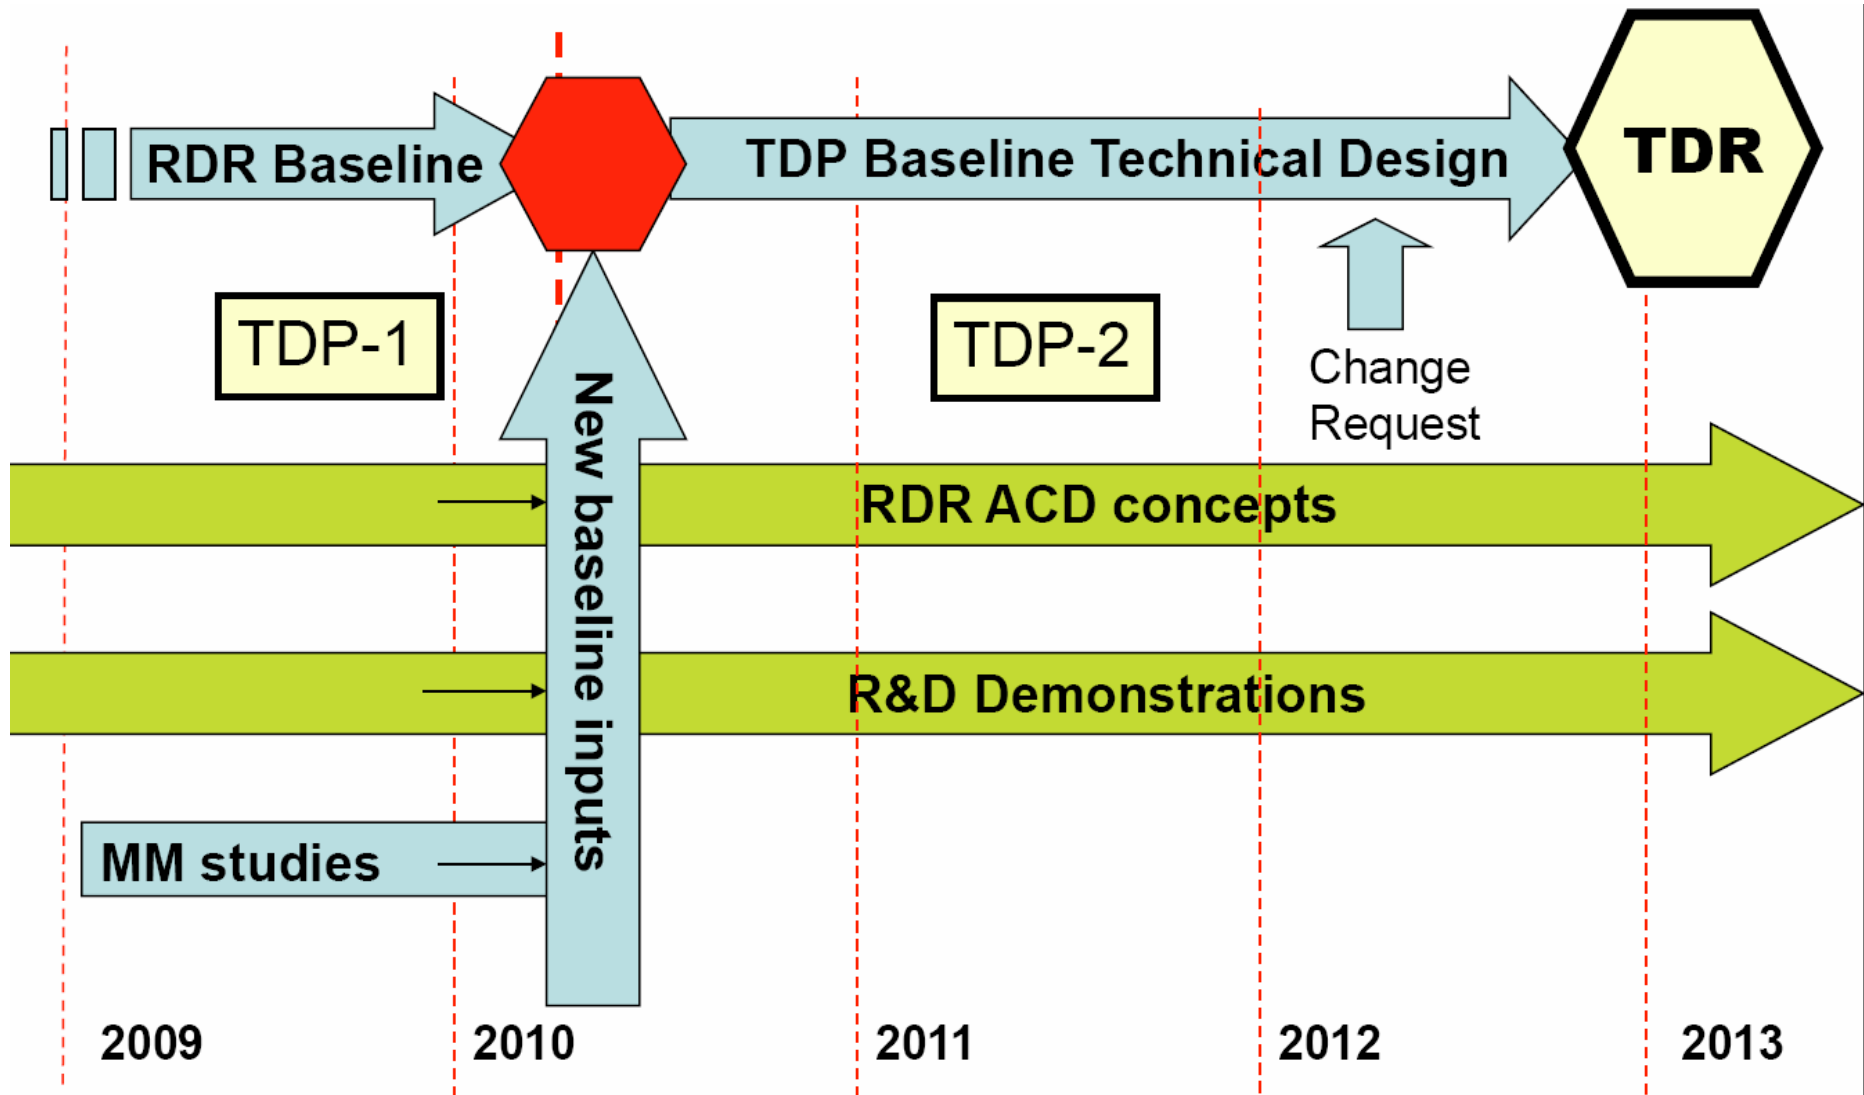 RDR Baseline
TDP Baseline Technical Design
TDR
TDP-1
TDP-2
Change
Request
New baseline inputs
RDR ACD concepts
R&D Demonstrations
MM studies
2009
2010
2011
2012
2013